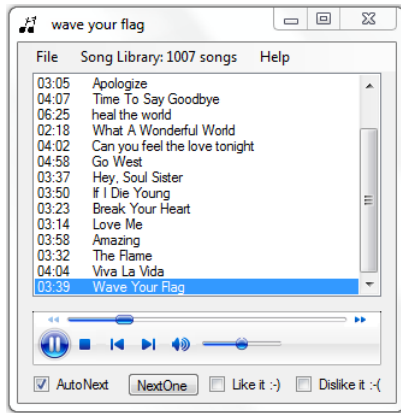 wave your flag
File Song Library: 1007 songs Help
03:05 Apologize
04:07 Time To Say Goodbye
06:25 heal the world
02:18 What A Wonderful World
04:02 Can you feel the love tonight
04:58 Go West
03:37 Hey, Soul Sister
03:50 If I Die Young
03:23 Break Your Heart
03:14 Love Me
03:58 Amazing
03:32 The Flame
04:04 Viva La Vida
03:39 Wave Your Flag
AutoNext NextOne Like it :-) Dislike it :-(